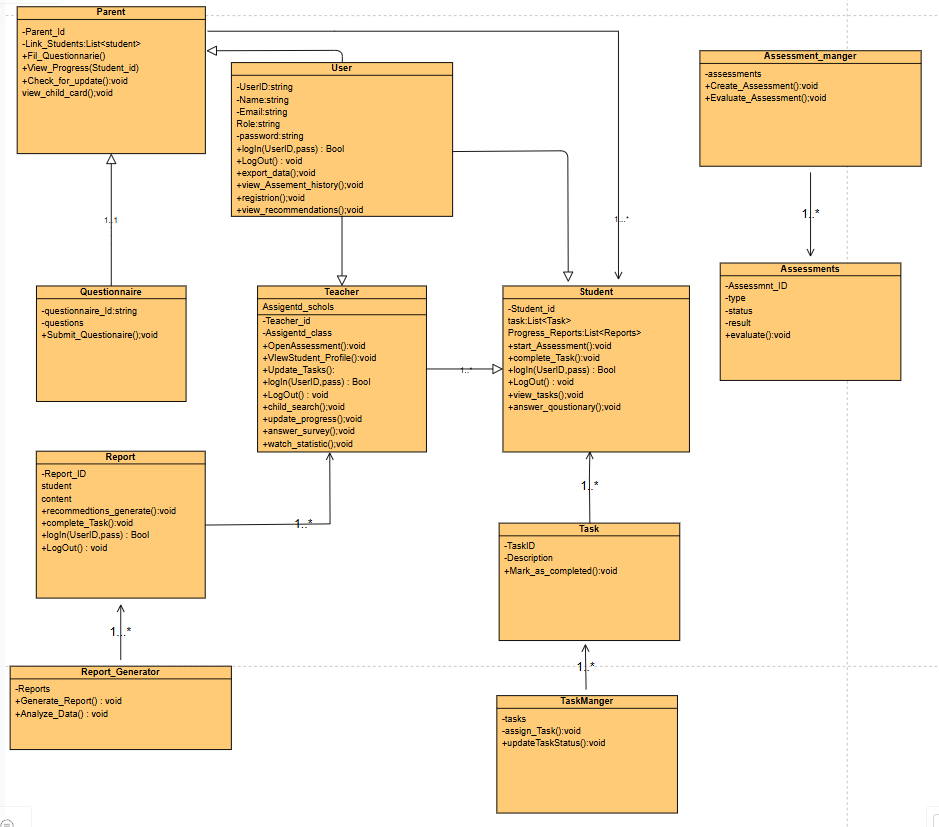 Parent
-Parent_Id
-Link_Students:List<student>
+Fil_Questionnarie()
+View_Progress(Student_id)
+Check_for_update():void
view_child_card();void
User
-UserID:string
-Name:string
-Email:string
Role:string
-password:string
+logIn(UserID,pass) : Bool
+LogOut() : void
+export_data();void
+view_Assement_history();void
+registrion();void
+view_recommendations();void
Assessment_manger
-assessments
+Create_Assessment():void
+Evaluate_Assessment();void
1..1
1...*
1..*
Questionnaire
-questionnaire_Id:string
-questions
+Submit_Questionaire();void
Teacher
Assigentd_schols
-Teacher_id
-Assigentd_class
+OpenAssessment():void
+VIewStudent_Profile():void
+Update_Tasks():
+logIn(UserID,pass) : Bool
+LogOut() : void
+child_search();void
+update_progress();void
+answer_survey();void
+watch_statistic();void
1..*
Student
-Student_id
task:List<Task>
Progress_Reports:List<Reports>
+start_Assessment():void
+complete_Task():void
+logIn(UserID,pass) : Bool
+LogOut() : void
+view_tasks();void
+answer_qoustionary();void
Assessments
-Assessmnt_ID
-type
-status
-result
+evaluate():void
Report
-Report_ID
student
content
+recommedtions_generate():void
+complete_Task():void
+logIn(UserID,pass) : Bool
+LogOut() : void
1..*
1..*
Task
-TaskID
-Description
+Mark_as_completed():void
1...*
1..*
Report_Generator
-Reports
+Generate_Report() : void
+Analyze_Data() : void
TaskManger
-tasks
-assign_Task():void
+updateTaskStatus():void